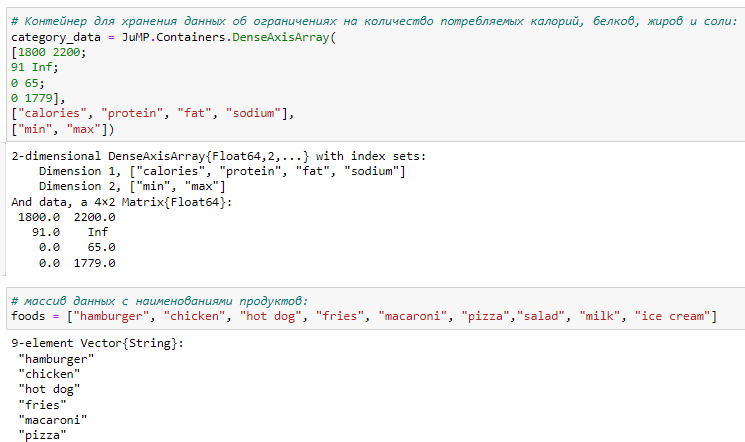 # Контейнер для хранения данных об ограничениях на количество потребляемых калорий, белков, жиров и соли:
category_data = JuMP.Containers.DenseAxisArray(
[1800 2200;
91 Inf;
0 65;
0 1779],
["calories", "protein", "fat", "sodium"],
["min", "max"])
2-dimensional DenseAxisArray{Float64,2,...} with index sets:
    Dimension 1, ["calories", "protein", "fat", "sodium"]
    Dimension 2, ["min", "max"]
And data, a 4×2 Matrix{Float64}:
 1800.0  2200.0
   91.0    Inf
    0.0    65.0
    0.0  1779.0
# массив данных с наименованиями продуктов:
foods = ["hamburger", "chicken", "hot dog", "fries", "macaroni", "pizza","salad", "milk", "ice cream"]
9-element Vector{String}:
 "hamburger"
 "chicken"
 "hot dog"
 "fries"
 "macaroni"
 "pizza"